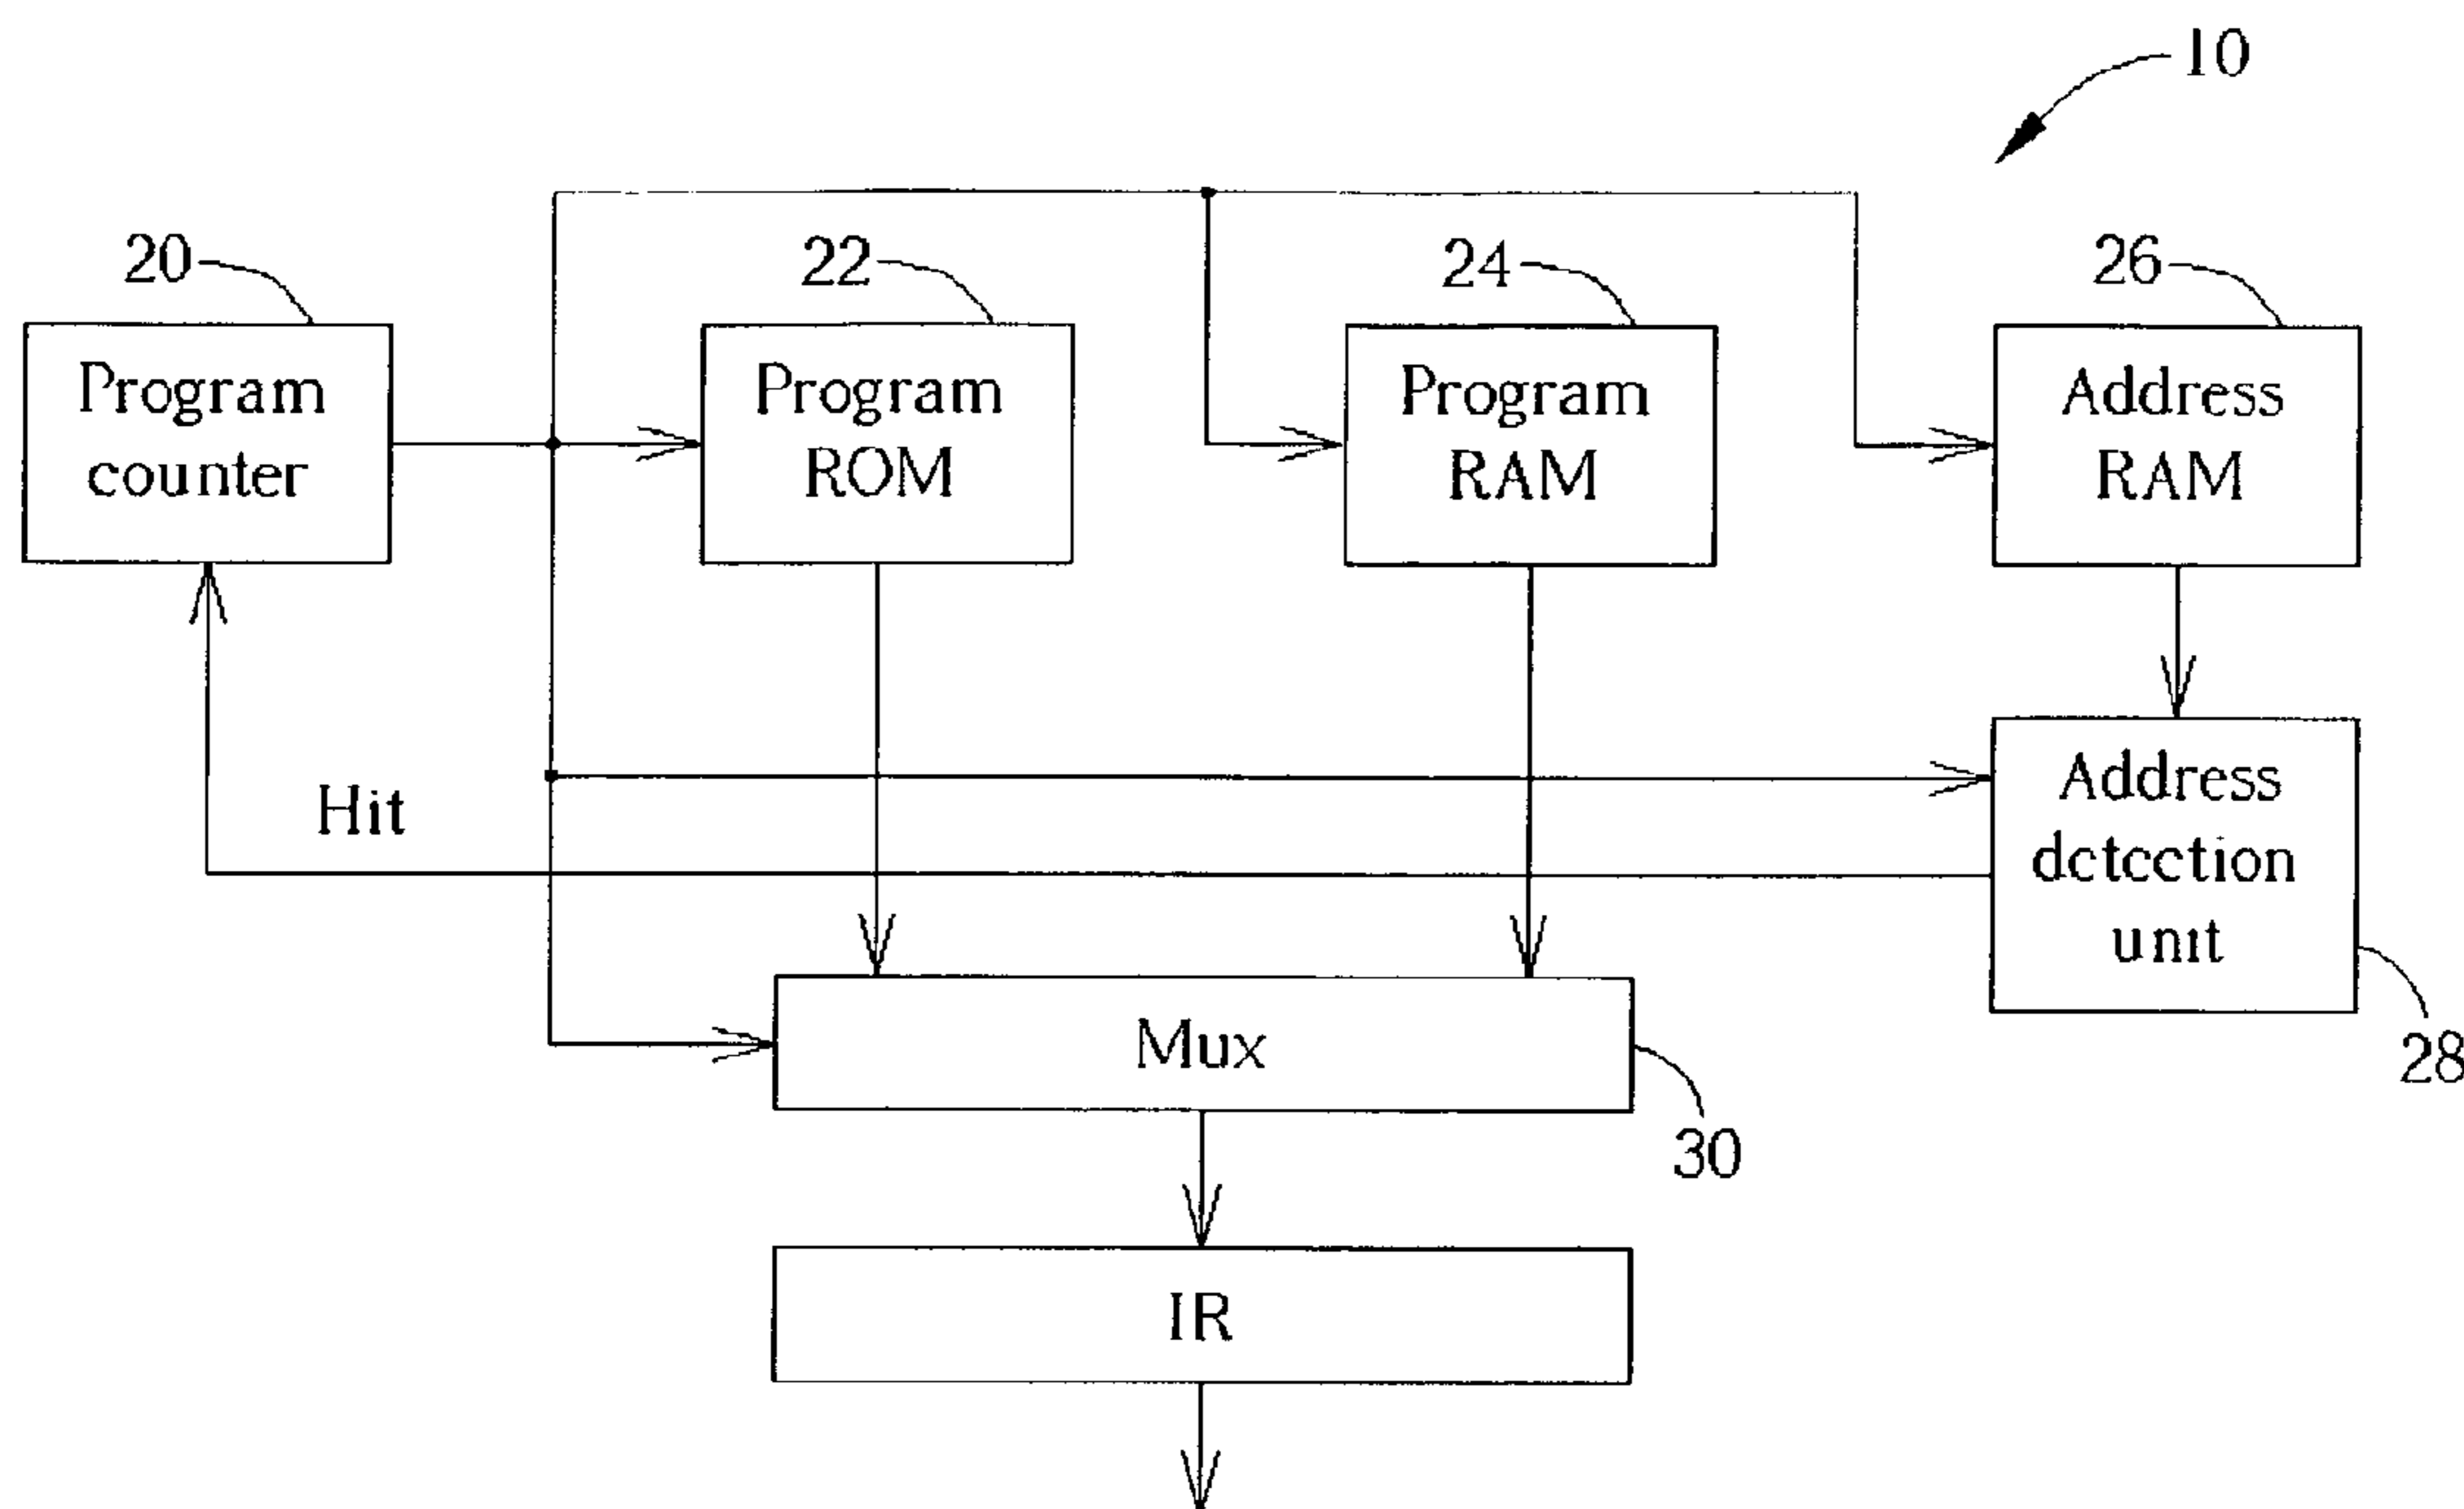 10
20
22
24
26
Program
counter
Program
ROM
Program
RAM
Address
RAM
Hit
Address
detection
unit
28
Mux
30
IR